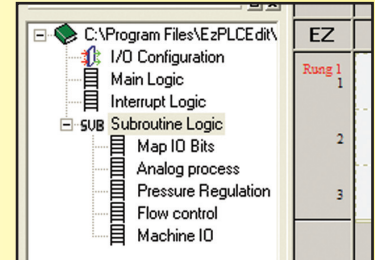 C:\Program Files\EzPLCEdit\
I/O Configuration
Main Logic
Interrupt Logic
SUB Subroutine Logic
Map IO Bits
Analog process
Pressure Regulation
Flow control
Machine IO
EZ
Rung 1
1
2
3